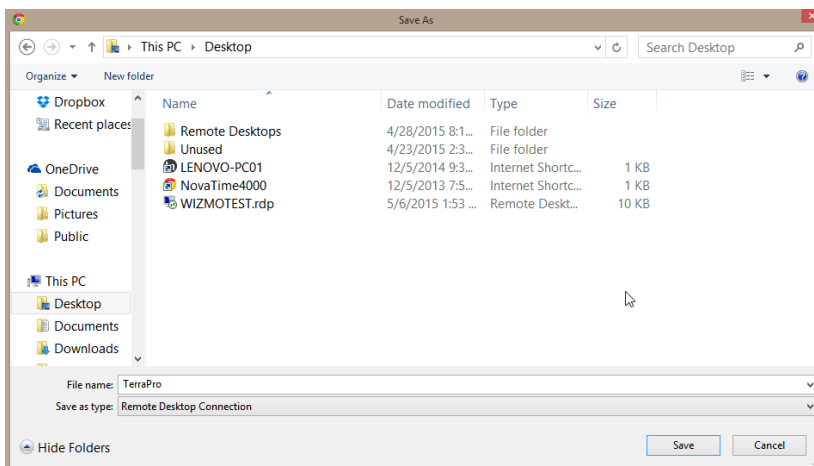 Save As
This PC Desktop Search Desktop
Organize New folder
Dropbox
Recent places
OneDrive
Documents
Pictures
Public
This PC
Desktop
Documents
Downloads
Name Date modified Type Size
Remote Desktops 4/28/2015 8:1... File folder
Unused 4/23/2015 2:3... File folder
LENOVO-PC01 12/5/2014 9:3... Internet Shortc... 1 KB
NovaTime4000 12/5/2013 7:5... Internet Shortc... 1 KB
WIZMOTEST.rdp 5/6/2015 1:53 ... Remote Deskt... 10 KB
File name: TerraPro
Save as type: Remote Desktop Connection
Hide Folders Save Cancel